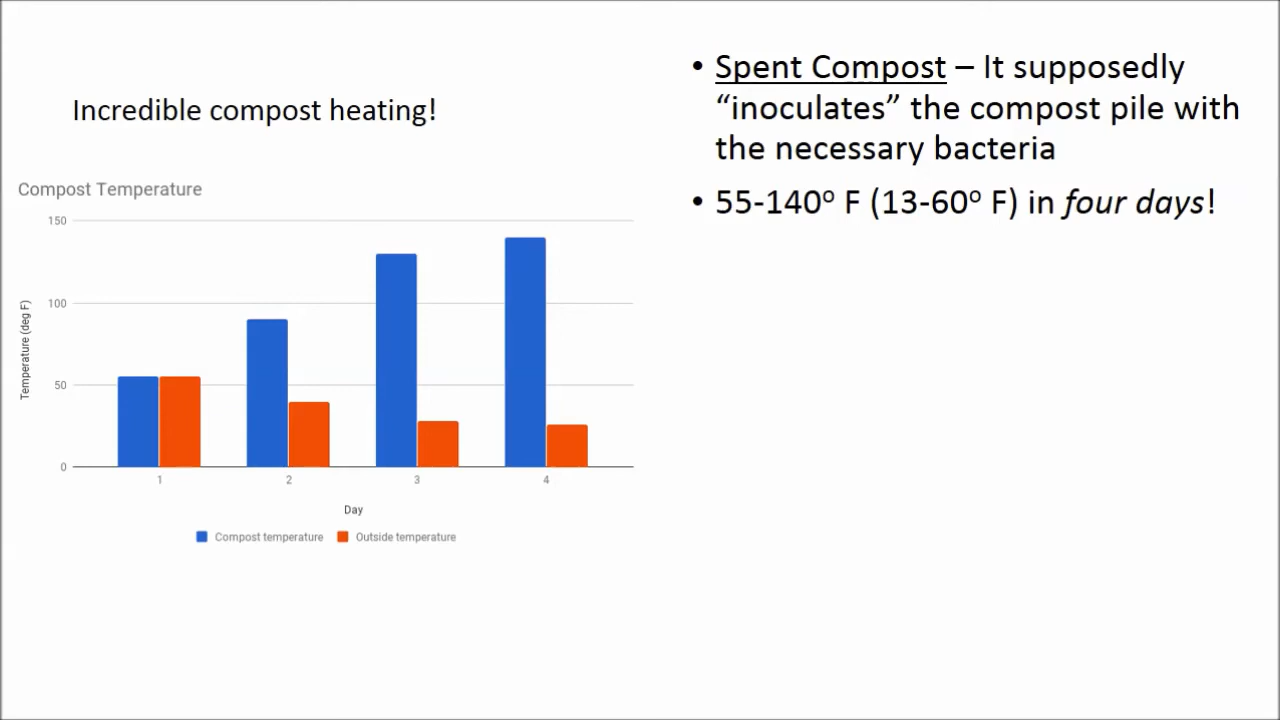 Incredible compost heating!
• Spent Compost – It supposedly
“inoculates” the compost pile with
the necessary bacteria
• 55-140º F (13-60º F) in four days!
Compost Temperature
150
100
50
0
Temperature (deg F)
1 2 3 4
Day
Compost temperature Outside temperature